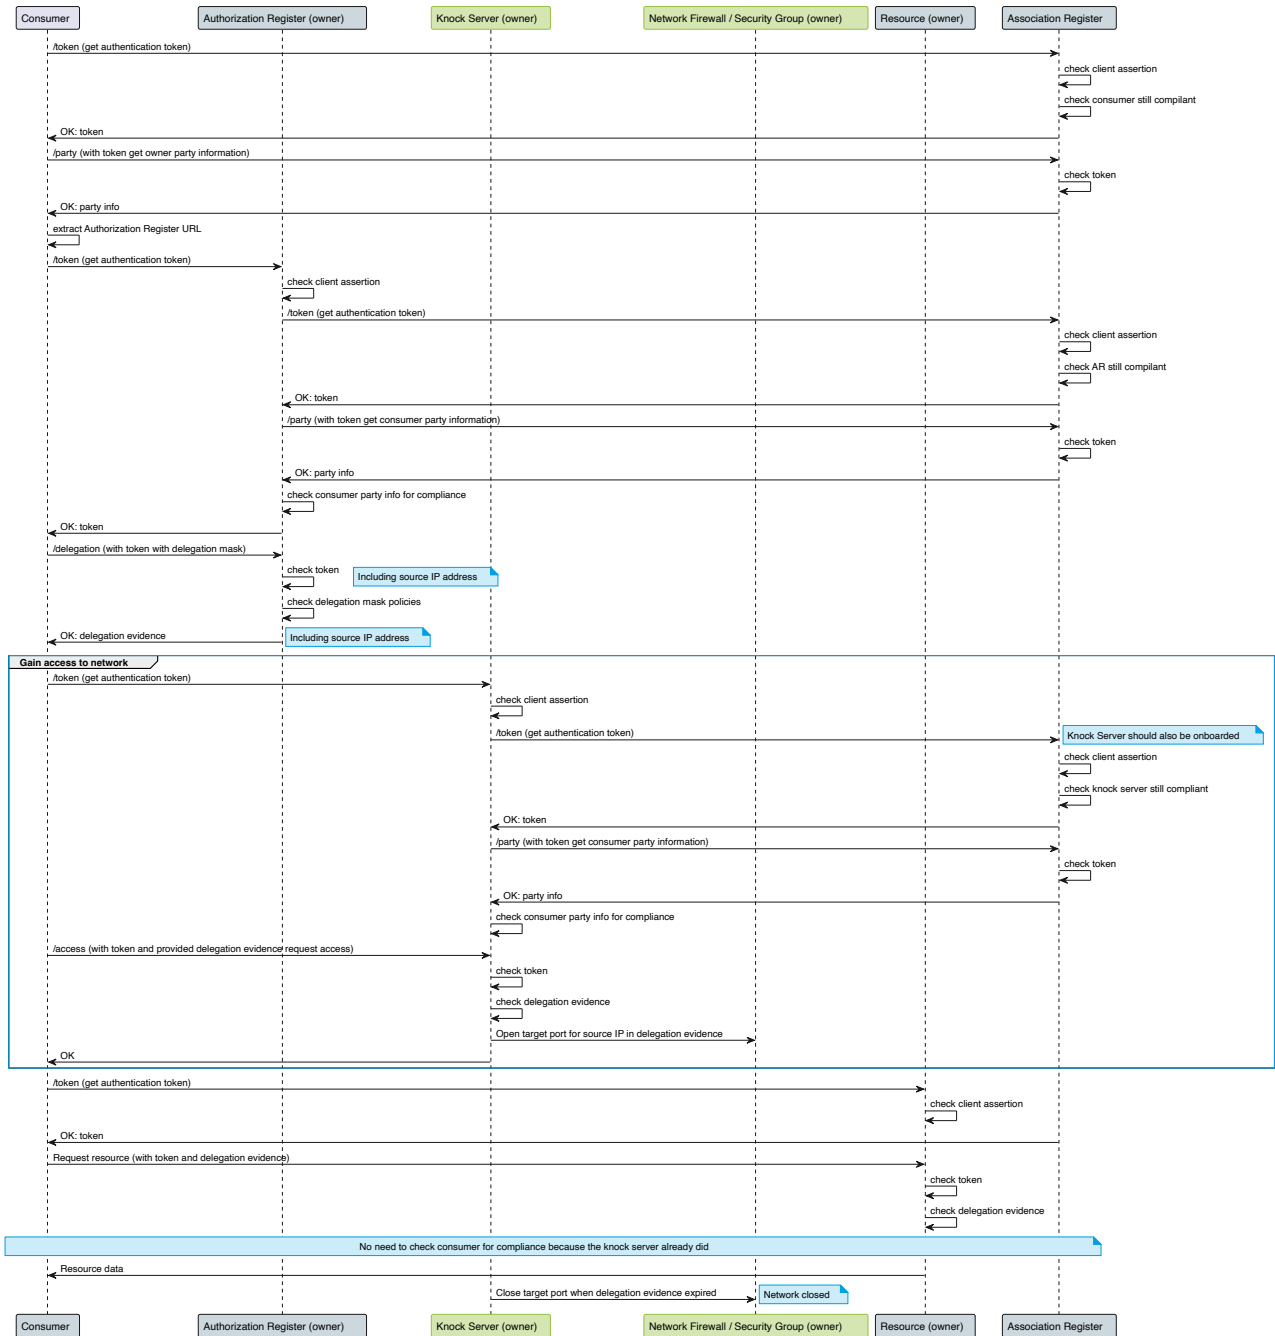 Consumer
Authorization Register (owner)
Knock Server (owner)
Network Firewall / Security Group (owner)
Resource (owner)
Association Register
/token (get authentication token)
check client assertion
check consumer still compilant
OK: token
/party (with token get owner party information)
check token
OK: party info
extract Authorization Register URL
/token (get authentication token)
check client assertion
/token (get authentication token)
check client assertion
check AR still compilant
OK: token
/party (with token get consumer party information)
check token
OK: party info
check consumer party info for compliance
OK: token
/delegation (with token with delegation mask)
check token
Including source IP address
check delegation mask policies
OK: delegation evidence
Including source IP address
Gain access to network
/token (get authentication token)
check client assertion
/token (get authentication token)
Knock Server should also be onboarded
check client assertion
check knock server still compliant
OK: token
/party (with token get consumer party information)
check token
OK: party info
check consumer party info for compliance
/access (with token and provided delegation evidence request access)
check token
check delegation evidence
Open target port for source IP in delegation evidence
OK
/token (get authentication token)
check client assertion
OK: token
Request resource (with token and delegation evidence)
check token
check delegation evidence
No need to check consumer for compliance because the knock server already did
Resource data
Close target port when delegation evidence expired
Network closed
Consumer
Authorization Register (owner)
Knock Server (owner)
Network Firewall / Security Group (owner)
Resource (owner)
Association Register